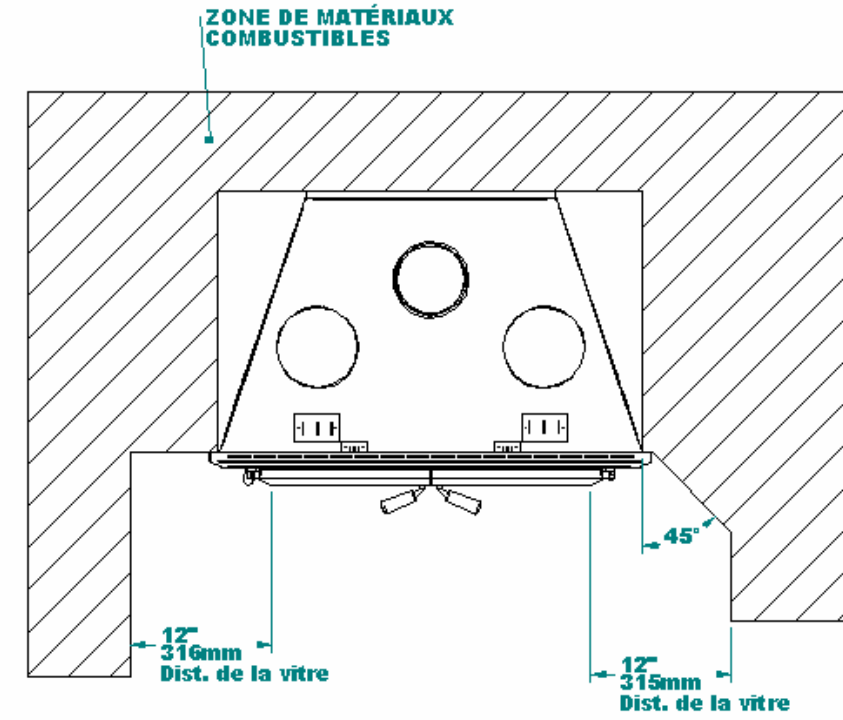 ZONE DE MATÉRIAUX
COMBUSTIBLES
45°
12"
316mm
Dist. de la vitre
12"
315mm
Dist. de la vitre